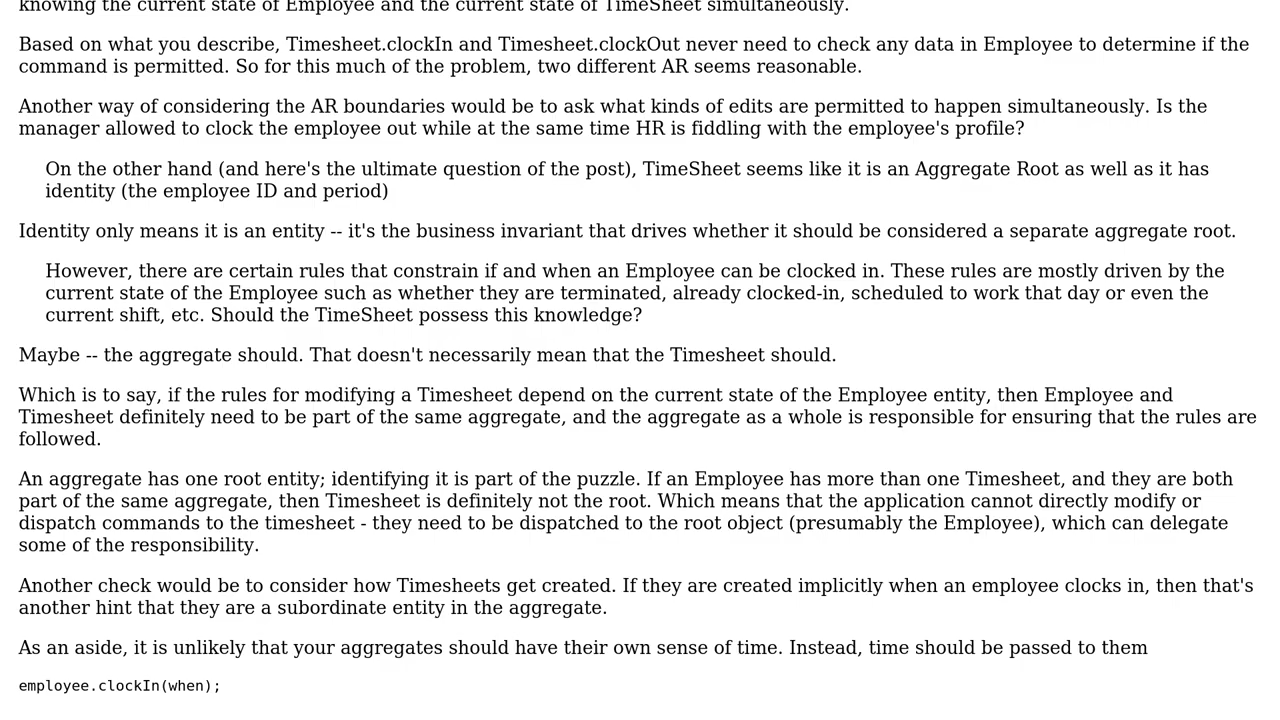 knowing the current state of Employee and the current state of TimeSheet simultaneously.
Based on what you describe, Timesheet.clockIn and Timesheet.clockOut never need to check any data in Employee to determine if the
command is permitted. So for this much of the problem, two different AR seems reasonable.
Another way of considering the AR boundaries would be to ask what kinds of edits are permitted to happen simultaneously. Is the
manager allowed to clock the employee out while at the same time HR is fiddling with the employee's profile?
On the other hand (and here's the ultimate question of the post), TimeSheet seems like it is an Aggregate Root as well as it has
identity (the employee ID and period)
Identity only means it is an entity -- it's the business invariant that drives whether it should be considered a separate aggregate root.
However, there are certain rules that constrain if and when an Employee can be clocked in. These rules are mostly driven by the
current state of the Employee such as whether they are terminated, already clocked-in, scheduled to work that day or even the
current shift, etc. Should the TimeSheet possess this knowledge?
Maybe -- the aggregate should. That doesn't necessarily mean that the Timesheet should.
Which is to say, if the rules for modifying a Timesheet depend on the current state of the Employee entity, then Employee and
Timesheet definitely need to be part of the same aggregate, and the aggregate as a whole is responsible for ensuring that the rules are
followed.
An aggregate has one root entity; identifying it is part of the puzzle. If an Employee has more than one Timesheet, and they are both
part of the same aggregate, then Timesheet is definitely not the root. Which means that the application cannot directly modify or
dispatch commands to the timesheet - they need to be dispatched to the root object (presumably the Employee), which can delegate
some of the responsibility.
Another check would be to consider how Timesheets get created. If they are created implicitly when an employee clocks in, then that's
another hint that they are a subordinate entity in the aggregate.
As an aside, it is unlikely that your aggregates should have their own sense of time. Instead, time should be passed to them
employee.clockIn(when);